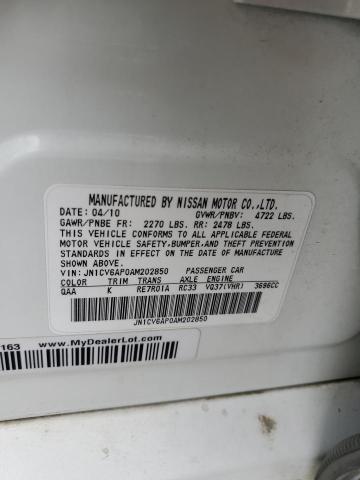 MANUFACTURED BY NISSAN MOTOR CO.,LTD.
DATE: 04/10 GVWR/PNBV: 4722 LBS.
GAWR/PNBE FR: 2270 LBS. RR: 2478 LBS.
THIS VEHICLE CONFORMS TO ALL APPLICABLE FEDERAL
MOTOR VEHICLE SAFETY,BUMPER,AND THEFT PREVENTION
STANDARDS IN EFFECT ON THE DATE OF MANUFACTURE
SHOWN ABOVE.
VIN:JN1CV6AP0AM202850 PASSENGER CAR
COLOR TRIM TRANS AXLE ENGINE
QAA K RE7R01A RC33 VQ37(VHR) 3696CC
JN1CV6AP0AM202850
163 www.MyDealerLot.com